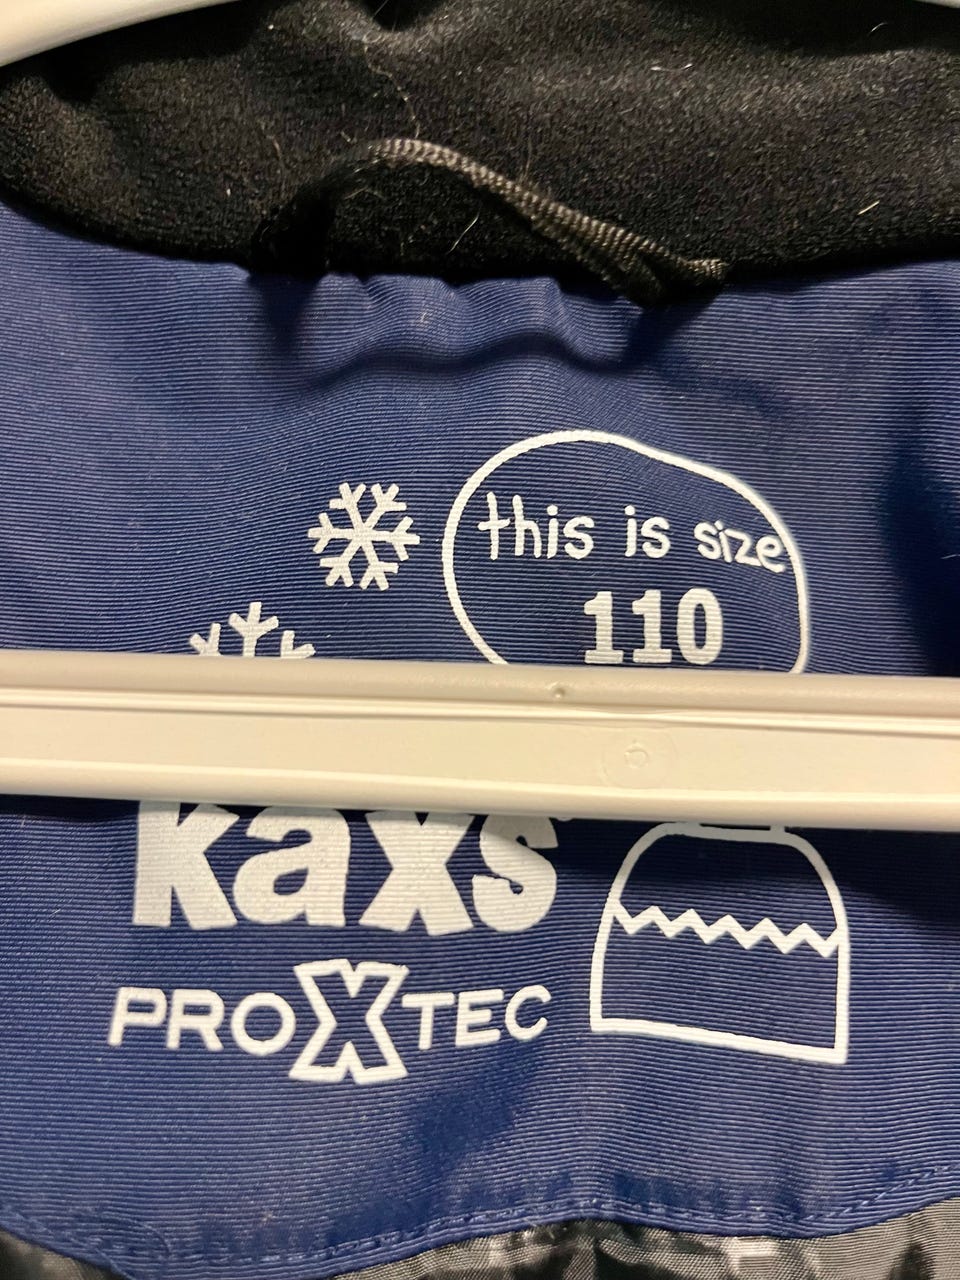 this is size
110
kaxs
PROXTEC